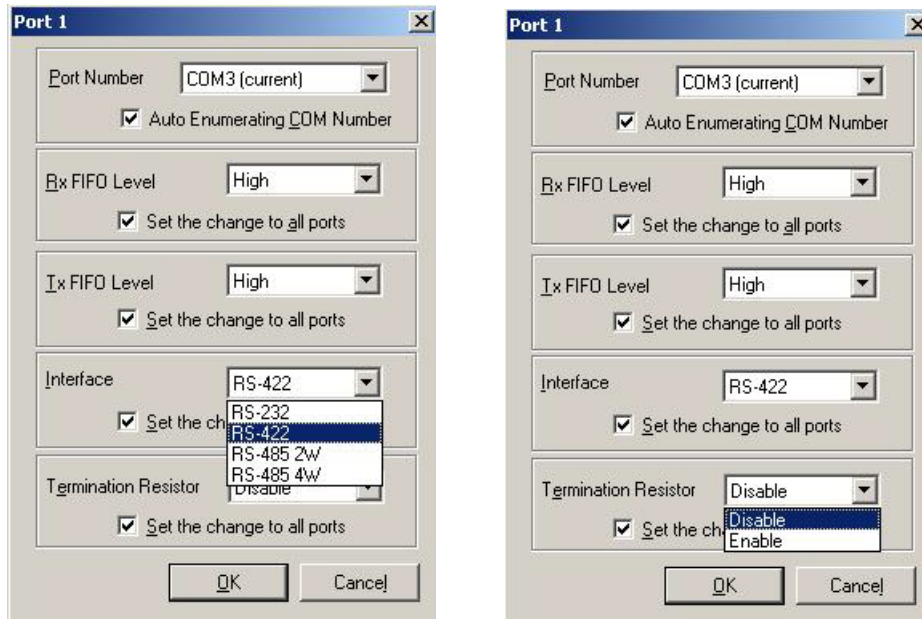 Port 1
Port Number COM3 (current)
Auto Enumerating COM Number
Rx FIFO Level High
Set the change to all ports
Tx FIFO Level High
Set the change to all ports
Interface RS-422
Set the ch
RS-232
RS-422
RS-485 2W
RS-485 4W
Termination Resistor Disable
Set the change to all ports
OK Cancel
Port 1
Port Number COM3 (current)
Auto Enumerating COM Number
Rx FIFO Level High
Set the change to all ports
Tx FIFO Level High
Set the change to all ports
Interface RS-422
Set the change to all ports
Termination Resistor Disable
Set the ch
Disable
Enable
OK Cancel